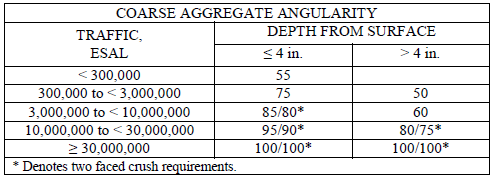 COARSE AGGREGATE ANGULARITY
TRAFFIC, ESAL DEPTH FROM SURFACE
≤ 4 in. > 4 in.
< 300,000 55
300,000 to < 3,000,000 75 50
3,000,000 to < 10,000,000 85/80* 60
10,000,000 to < 30,000,000 95/90* 80/75*
≥ 30,000,000 100/100* 100/100*
* Denotes two faced crush requirements.